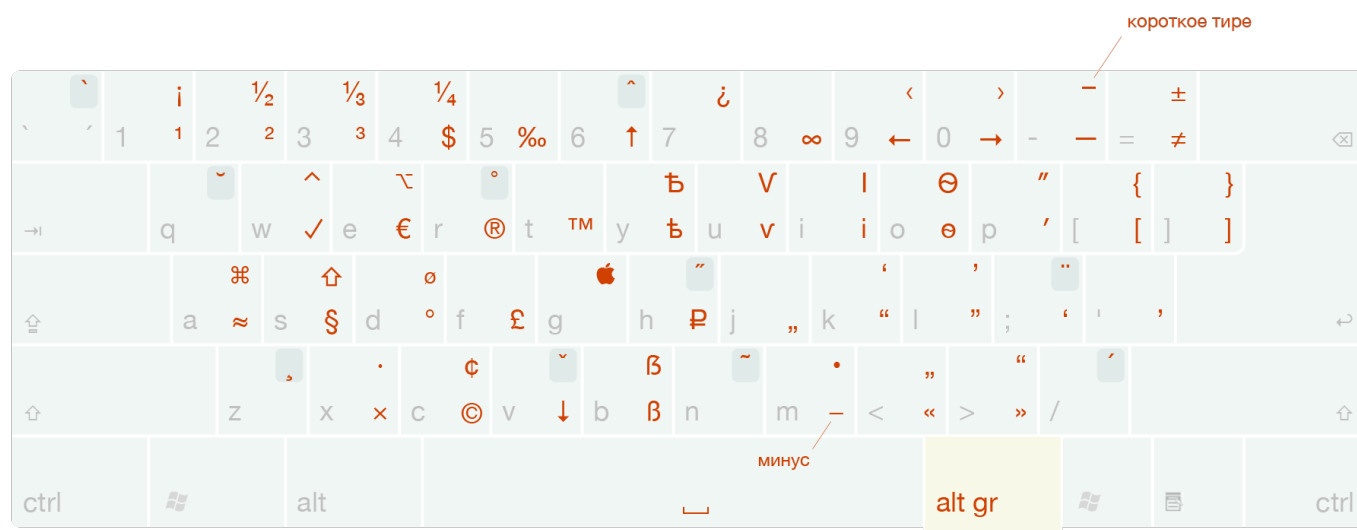 короткое тире
` ¡ ½ ⅓ ¼ ˆ ¿ ‹ › – ±
` ´ 1 ¹ 2 ² 3 ³ 4 $ 5 ‰ 6 ↑ 7 8 ∞ 9 ← 0 → - — = ≠ ⌫
˘ ^ ⌥ ˚ Ѣ Ѵ І Ѳ ″ { }
⇥ q w ✓ e € r ® t ™ y ѣ u ѵ i і o ѳ p ′ [ [ ] ]
⌘ ⇧ ø  ˝ ‘ ’ ¨
a ≈ s § d ° f £ g h ₽ j „ k “ l ” ; ‘ ' ’ ↩
¸ · ¢ ˇ ẞ ˜ • „ “ ´
⇧ z x × c © v ↓ b ß n m − < « > » / ⇧
минус
ctrl alt ⎵ alt gr ctrl